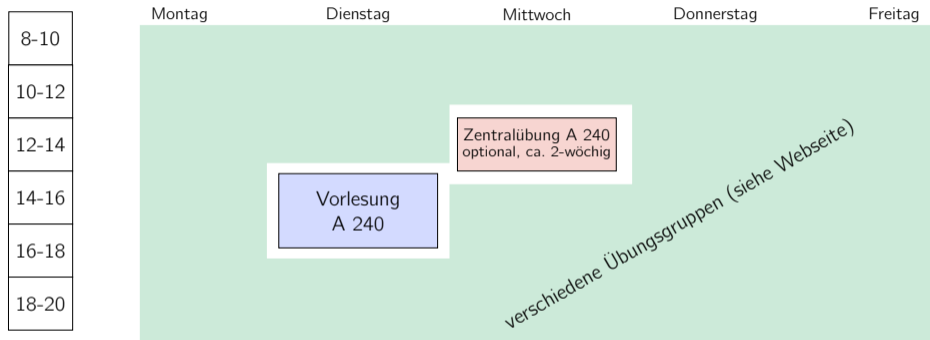 Montag
Dienstag
Mittwoch
Donnerstag
Freitag
8-10
10-12
12-14
14-16
16-18
18-20
Zentralübung A 240
optional, ca. 2-wöchig
Vorlesung
A 240
verschiedene Übungsgruppen (siehe Webseite)